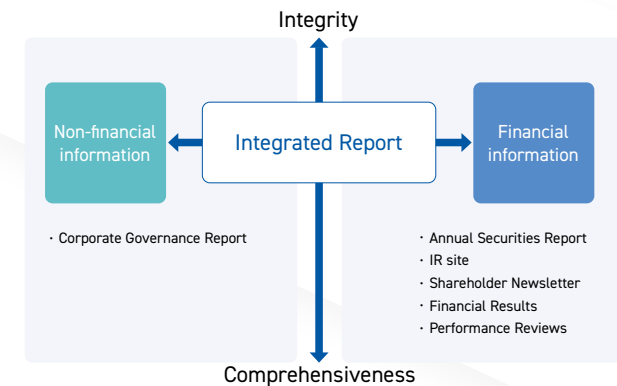 Integrity
Non-financial
information
Integrated Report
Financial
information
・Corporate Governance Report
・Annual Securities Report
・IR site
・Shareholder Newsletter
・Financial Results
・Performance Reviews
Comprehensiveness